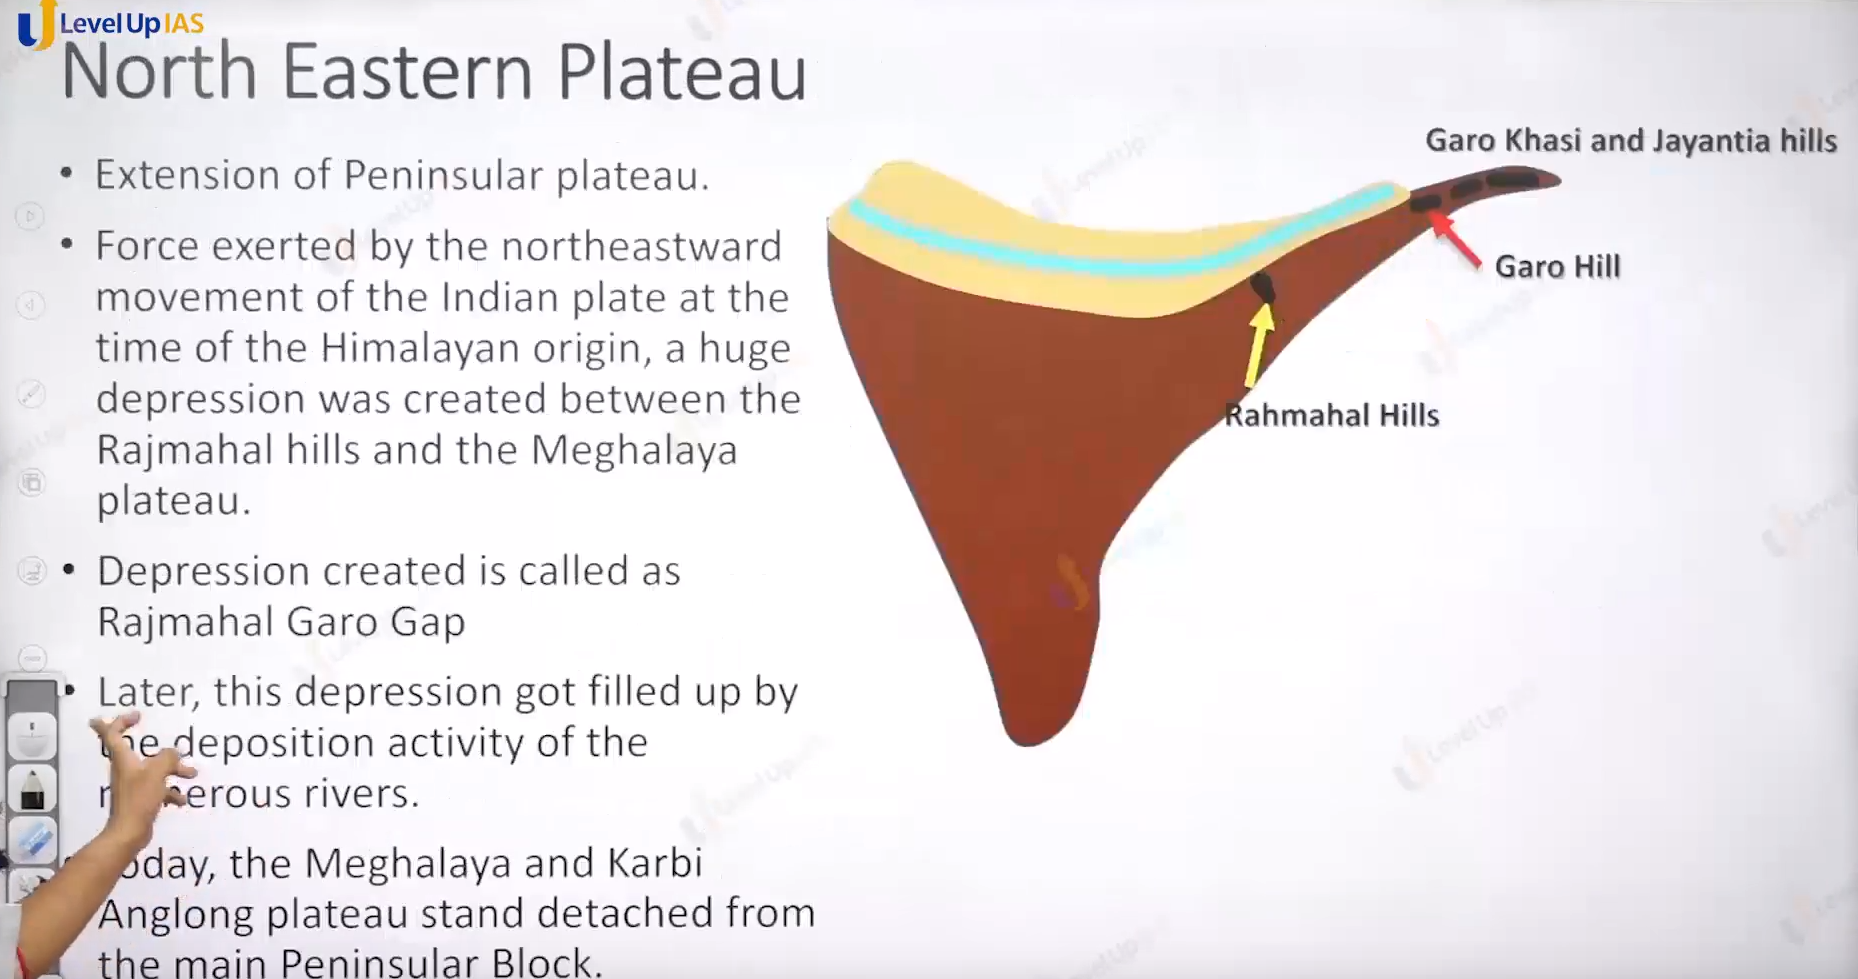 Level Up IAS
North Eastern Plateau
• Extension of Peninsular plateau.
• Force exerted by the northeastward
movement of the Indian plate at the
time of the Himalayan origin, a huge
depression was created between the
Rajmahal hills and the Meghalaya
plateau.
• Depression created is called as
Rajmahal Garo Gap
• Later, this depression got filled up by
the deposition activity of the
rivers.
the Meghalaya and Karbi
Anglong plateau stand detached from
the main Peninsular Block.
Garo Khasi and Jayantia hills
Garo Hill
Rahmahal Hills